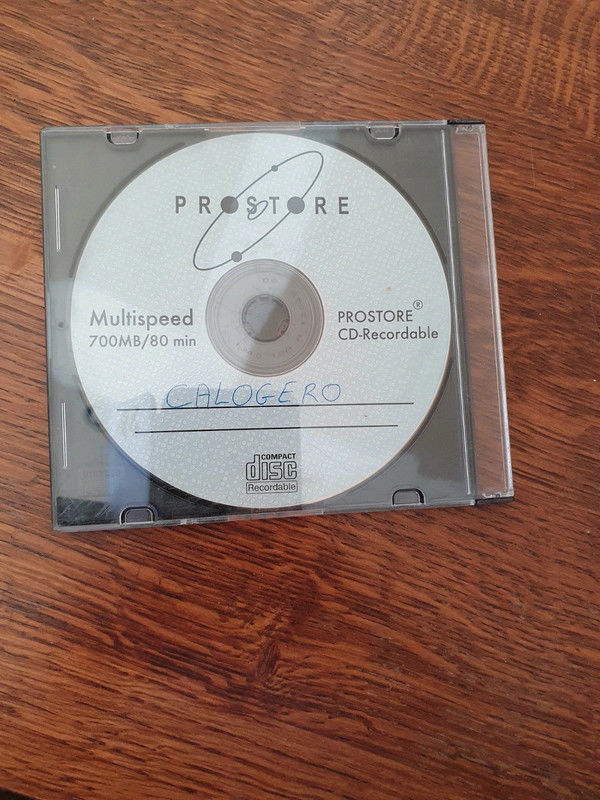 PROSTORE
Multispeed
700MB/80 min
PROSTORE®
CD-Recordable
CALOGERO
COMPACT
disc
Recordable